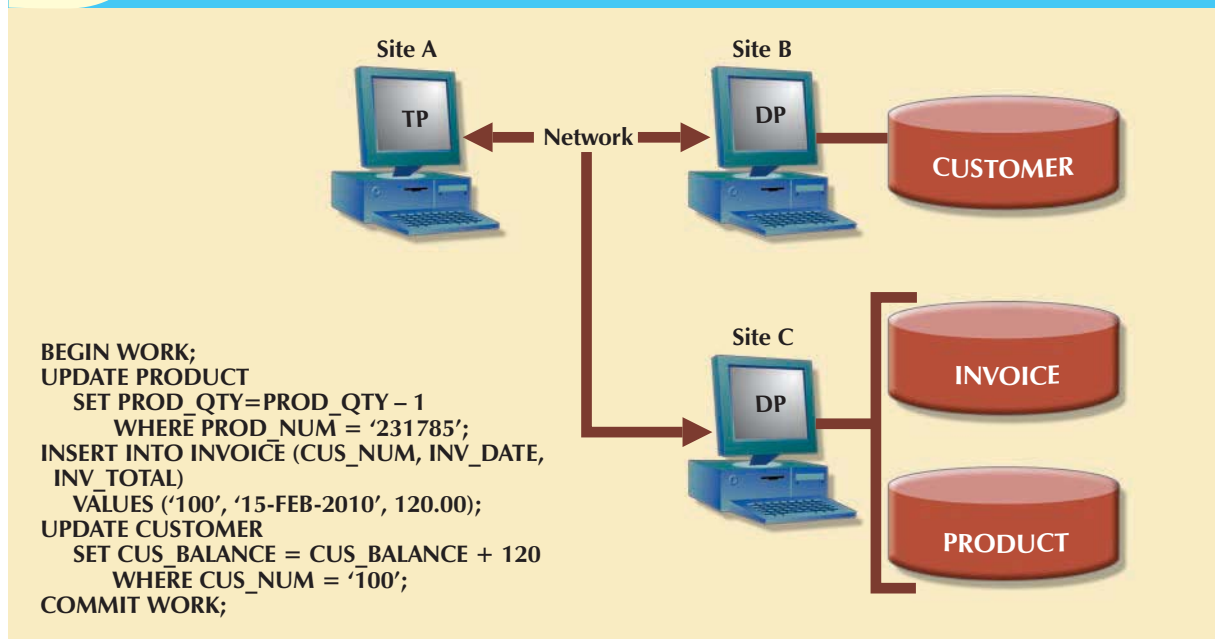 Site A
Site B
TP
Network
DP
CUSTOMER
Site C
DP
INVOICE
PRODUCT
BEGIN WORK;
UPDATE PRODUCT
SET PROD_QTY=PROD_QTY – 1
WHERE PROD_NUM = ‘231785’;
INSERT INTO INVOICE (CUS_NUM, INV_DATE,
INV_TOTAL)
VALUES (‘100’, ‘15-FEB-2010’, 120.00);
UPDATE CUSTOMER
SET CUS_BALANCE = CUS_BALANCE + 120
WHERE CUS_NUM = ‘100’;
COMMIT WORK;